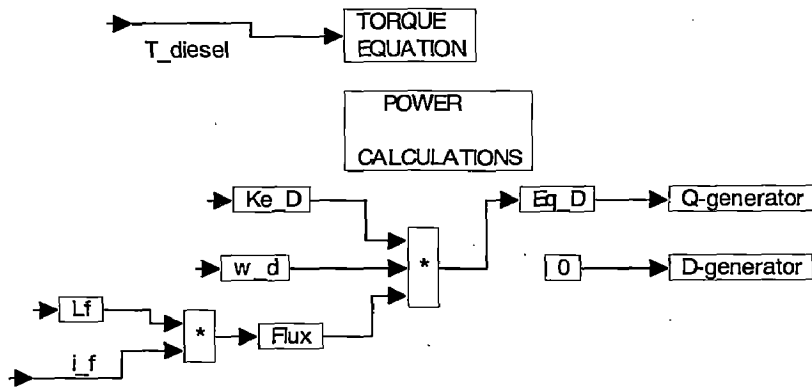 TORQUE
EQUATION
T_diesel
POWER
CALCULATIONS
Ke_D
Eq_D
Q-generator
w_d
*
0
D-generator
Lf
*
Flux
i_f